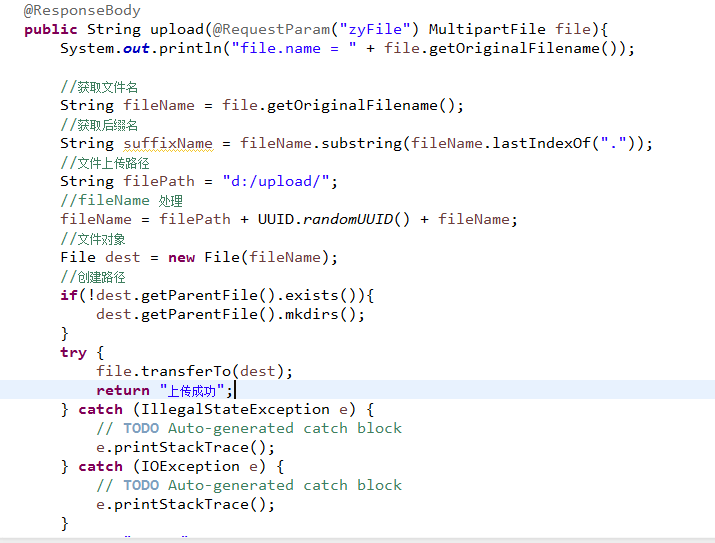 @ResponseBody
public String upload(@RequestParam("zyFile") MultipartFile file){
System.out.println("file.name = " + file.getOriginalFilename());
//获取文件名
String fileName = file.getOriginalFilename();
//获取后缀名
String suffixName = fileName.substring(fileName.lastIndexOf("."));
//文件上传路径
String filePath = "d:/upload/";
//fileName 处理
fileName = filePath + UUID.randomUUID() + fileName;
//文件对象
File dest = new File(fileName);
//创建路径
if(!dest.getParentFile().exists()){
dest.getParentFile().mkdirs();
}
try {
file.transferTo(dest);
return "上传成功";
} catch (IllegalStateException e) {
// TODO Auto-generated catch block
e.printStackTrace();
} catch (IOException e) {
// TODO Auto-generated catch block
e.printStackTrace();
}